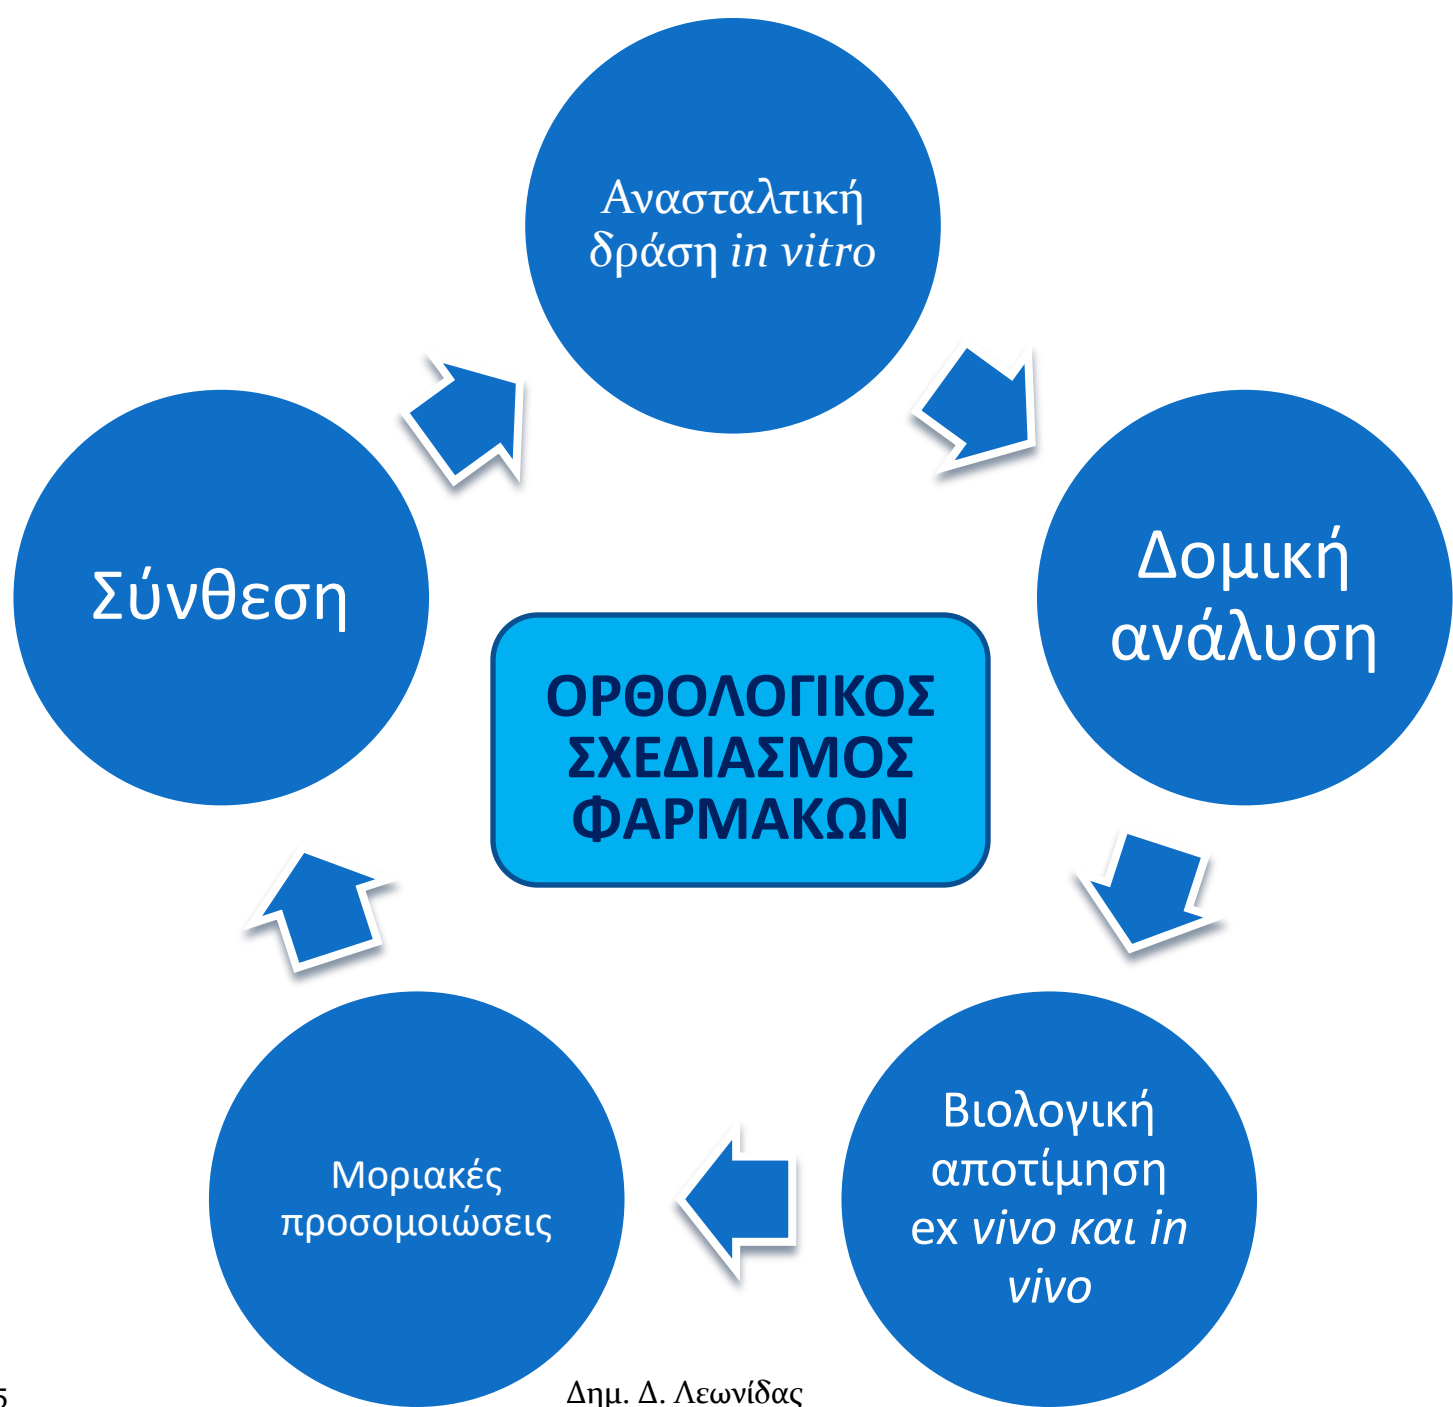 Ανασταλτική
δράση in vitro
Δομική
ανάλυση
Σύνθεση
ΟΡΘΟΛΟΓΙΚΟΣ
ΣΧΕΔΙΑΣΜΟΣ
ΦΑΡΜΑΚΩΝ
Βιολογική
αποτίμηση
ex vivo και in
vivo
Μοριακές
προσομοιώσεις
5
Δημ. Δ. Λεωνίδας